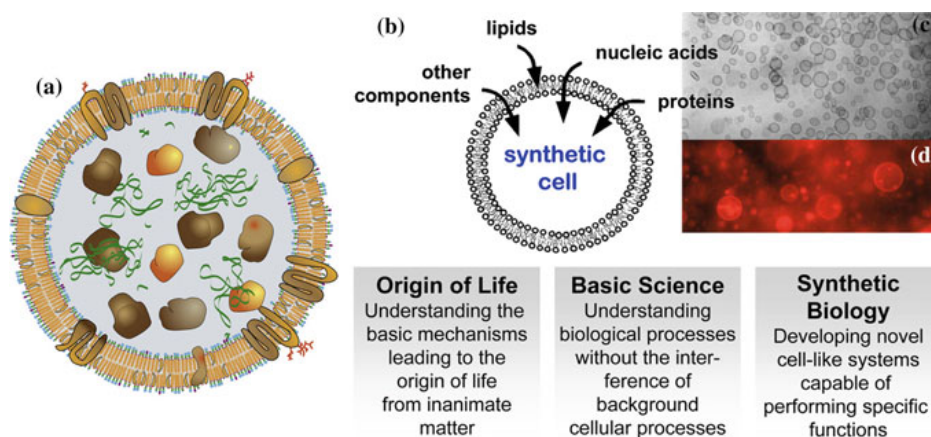 (a)
(b)
lipids
nucleic acids
other
components
proteins
synthetic
cell
(c)
(d)
Origin of Life
Understanding the
basic mechanisms
leading to the
origin of life
from inanimate
matter
Basic Science
Understanding
biological processes
without the inter-
ference of
background
cellular processes
Synthetic
Biology
Developing novel
cell-like systems
capable of
performing specific
functions